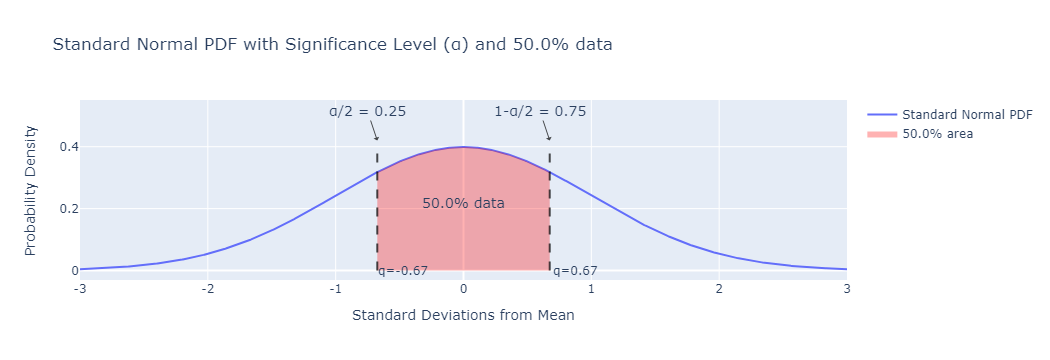 Standard Normal PDF with Significance Level (α) and 50.0% data
α/2 = 0.25
1-α/2 = 0.75
Standard Normal PDF
50.0% area
Probability Density
0.4
0.2
0
50.0% data
q=-0.67
q=0.67
-3
-2
-1
0
1
2
3
Standard Deviations from Mean